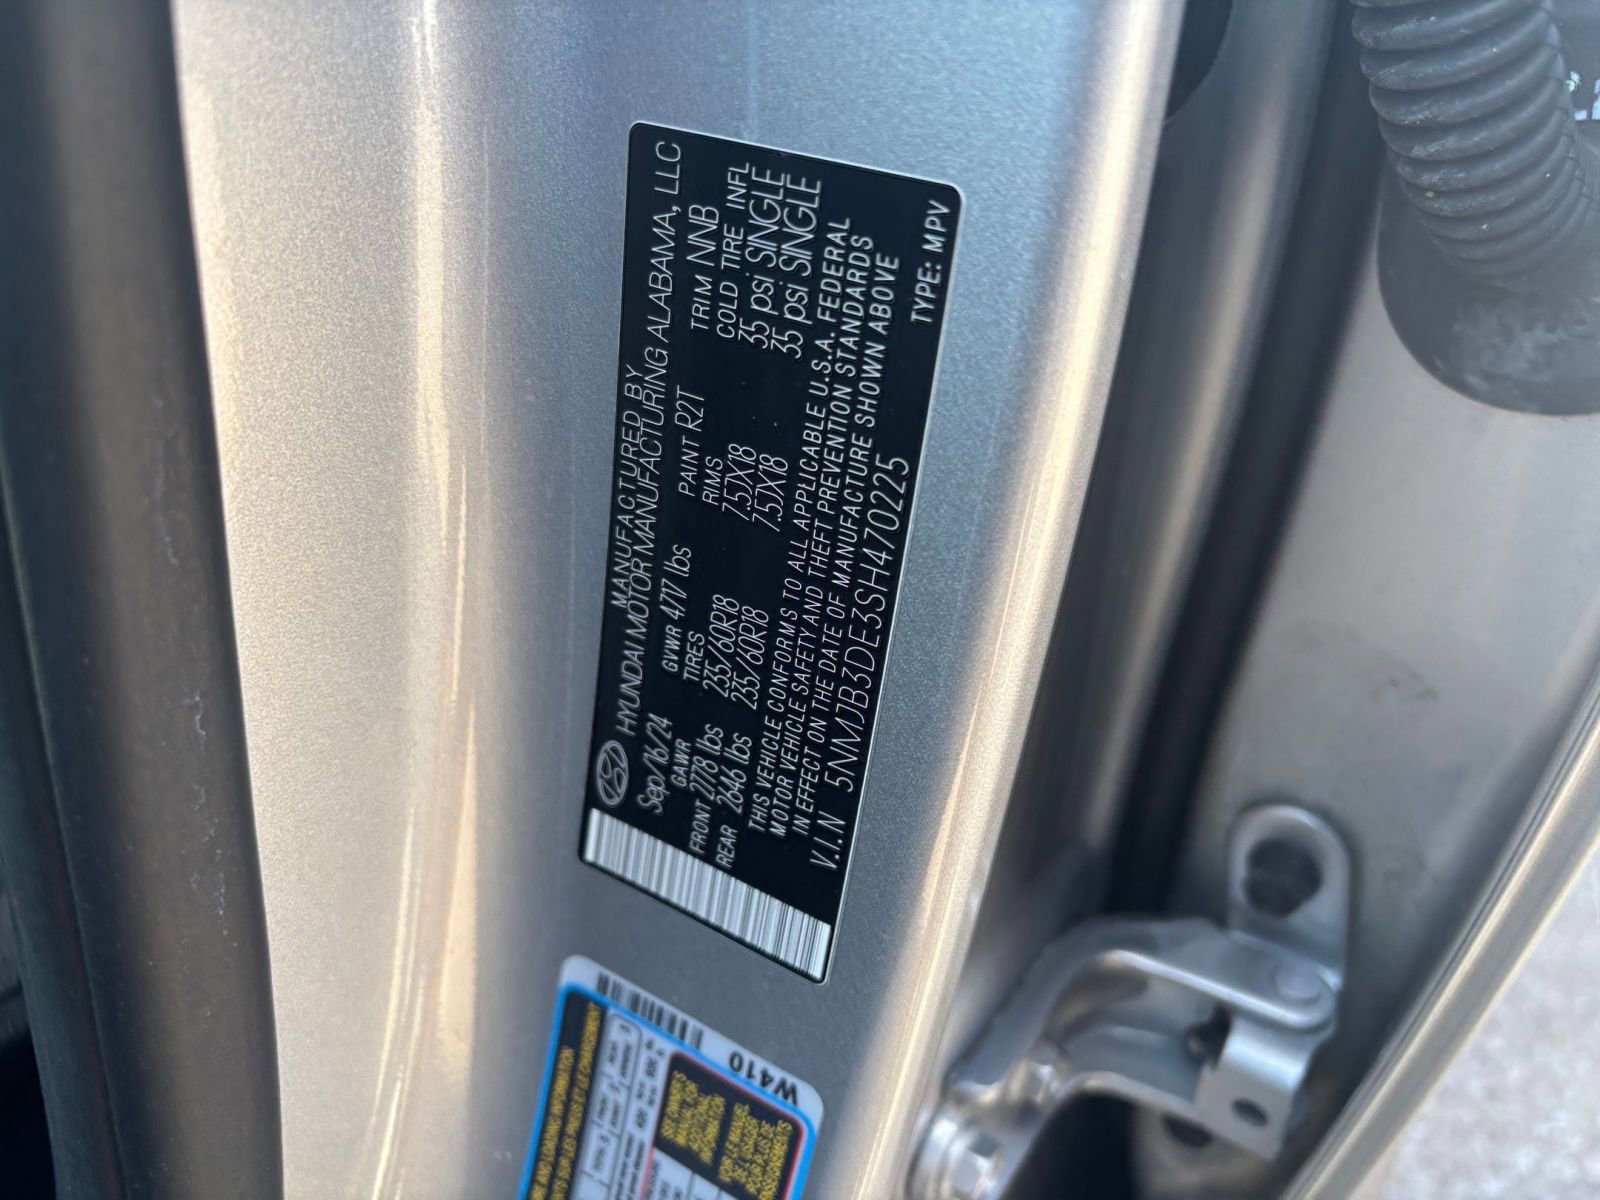 MANUFACTURED BY
HYUNDAI MOTOR MANUFACTURING ALABAMA, LLC
Sep/16/24 GVWR 4717 lbs PAINT R2T TRIM NNB
GAWR TIRES RIMS COLD TIRE INFL
FRONT 2778 lbs 235/60R18 7.5JX18 35 psi SINGLE
REAR 2646 lbs 235/60R18 7.5JX18 35 psi SINGLE
THIS VEHICLE CONFORMS TO ALL APPLICABLE U.S.A. FEDERAL
MOTOR VEHICLE SAFETY AND THEFT PREVENTION STANDARDS
IN EFFECT ON THE DATE OF MANUFACTURE SHOWN ABOVE
V.I.N 5NMJB3DE3SH470225 TYPE: MPV
W410
AND LOADING INFORMATION